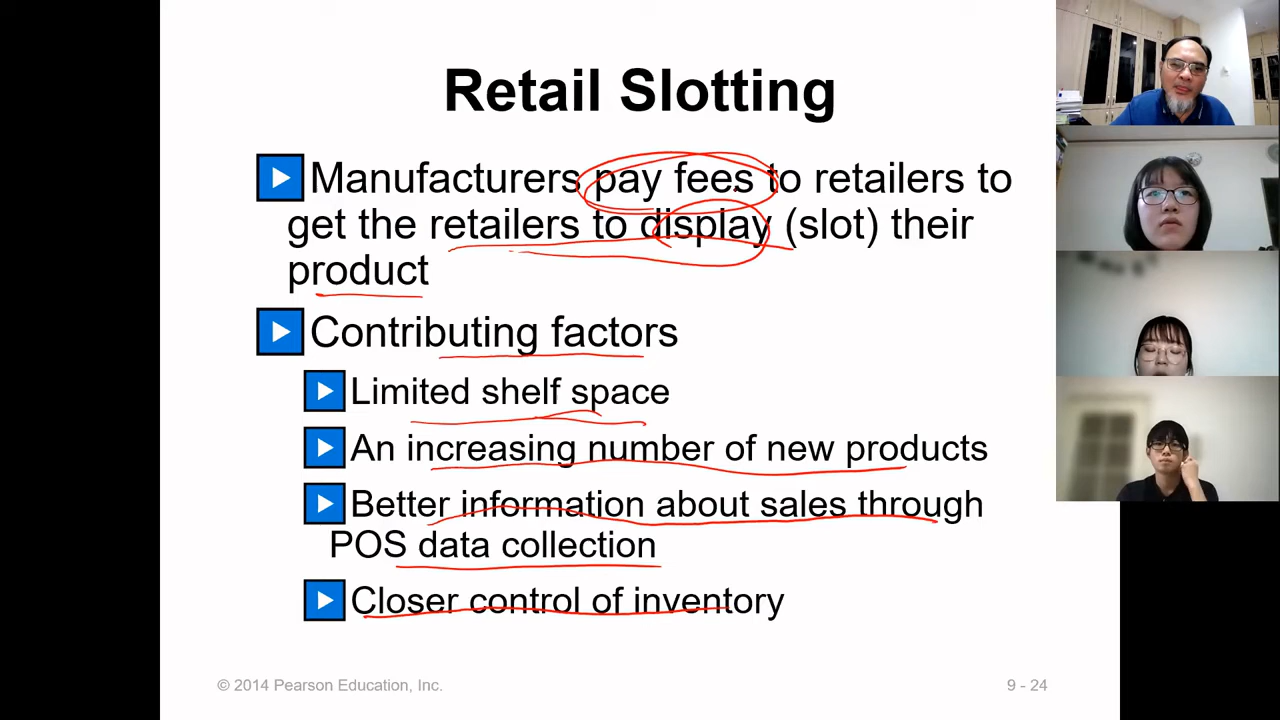 Retail Slotting
Manufacturers pay fees to retailers to
get the retailers to display (slot) their
product
Contributing factors
Limited shelf space
An increasing number of new products
Better information about sales through
POS data collection
Closer control of inventory
© 2014 Pearson Education, Inc.
9 - 24